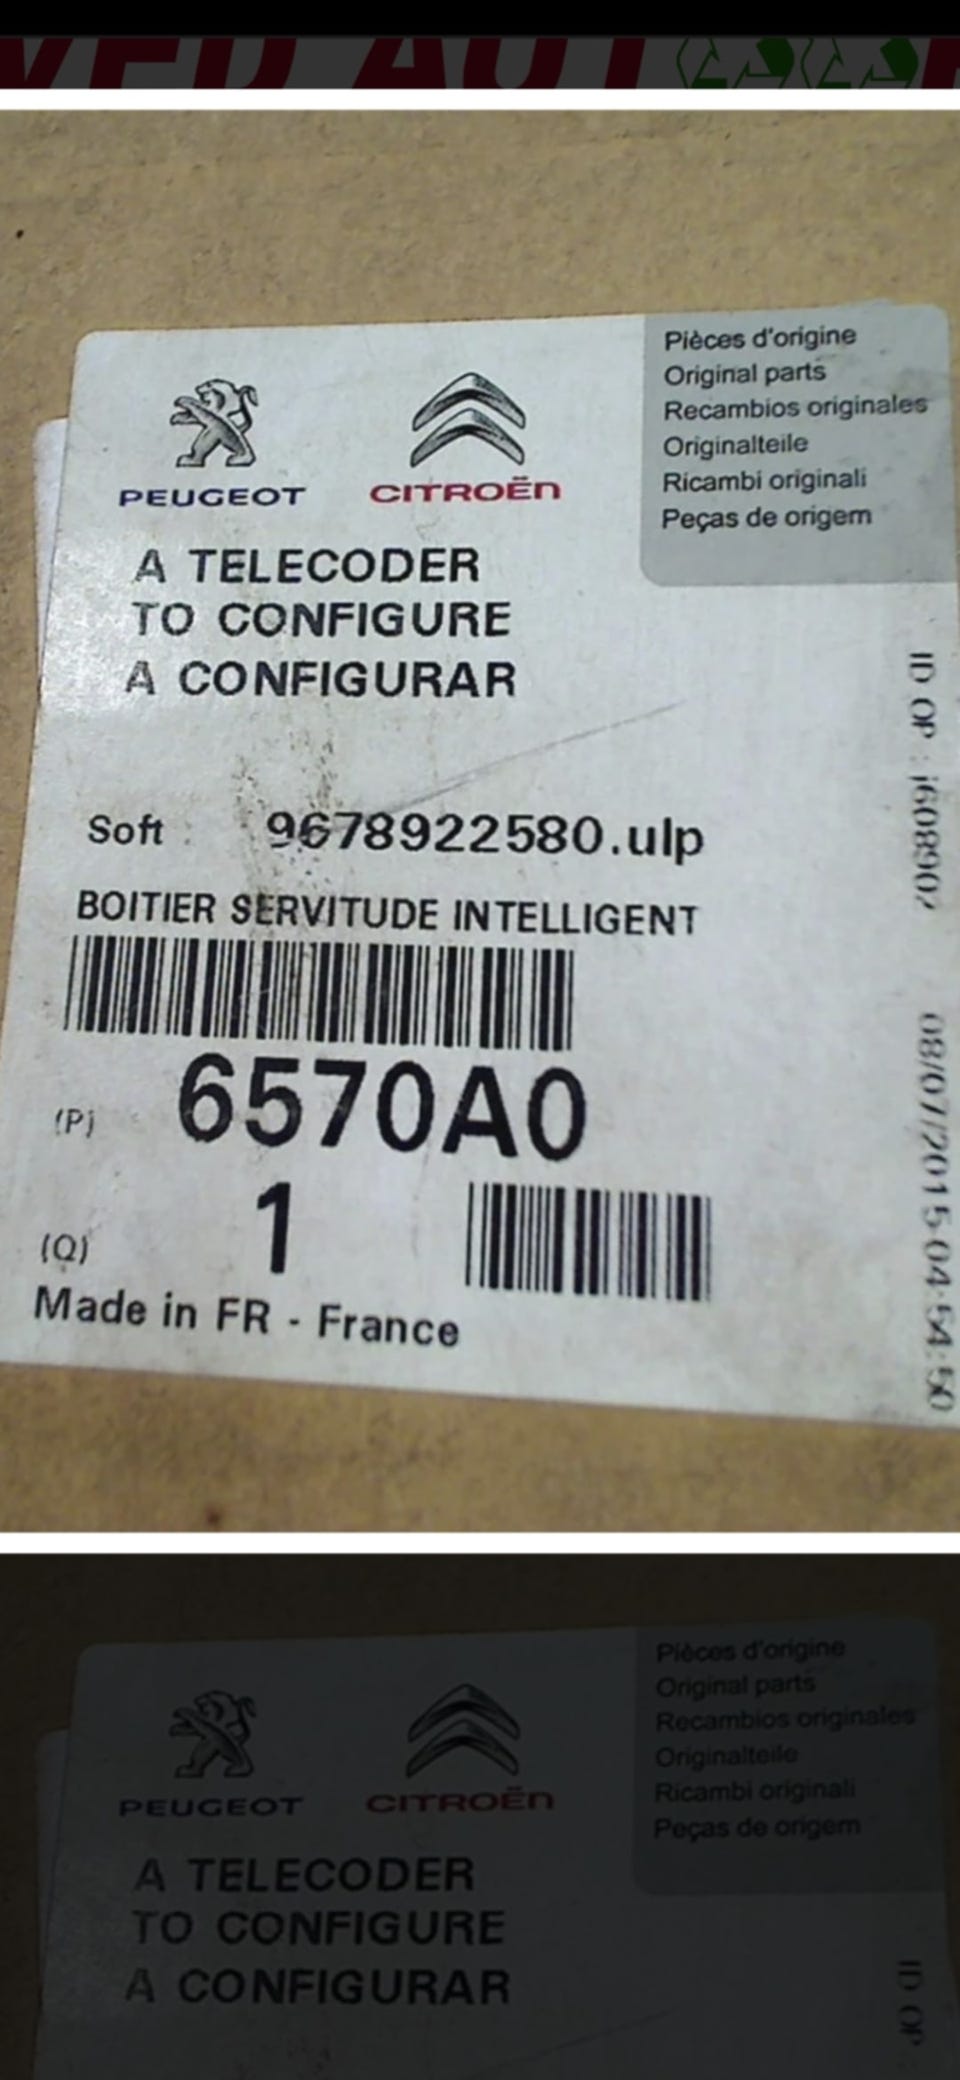 PEUGEOT CITROËN
Pièces d'origine
Original parts
Recambios originales
Originalteile
Ricambi originali
Peças de origem
A TELECODER
TO CONFIGURE
A CONFIGURAR
Soft : 9678922580.ulp
BOITIER SERVITUDE INTELLIGENT
(P) 6570A0
(Q) 1
Made in FR - France
ID OP : i608902 08/07/2015 04:54:50
PEUGEOT CITROËN
Pièces d'origine
Original parts
Recambios originales
Originalteile
Ricambi originali
Peças de origem
A TELECODER
TO CONFIGURE
A CONFIGURAR
ID OP